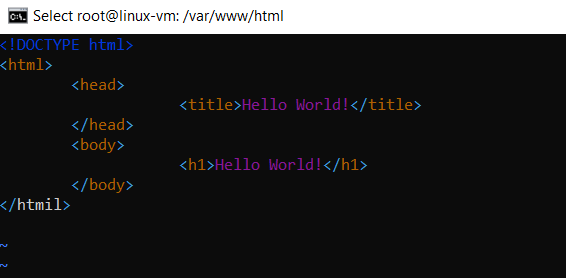 Select root@linux-vm: /var/www/html
<!DOCTYPE html>
<html>
<head>
<title>Hello World!</title>
</head>
<body>
<h1>Hello World!</h1>
</body>
</htmil>
~
~